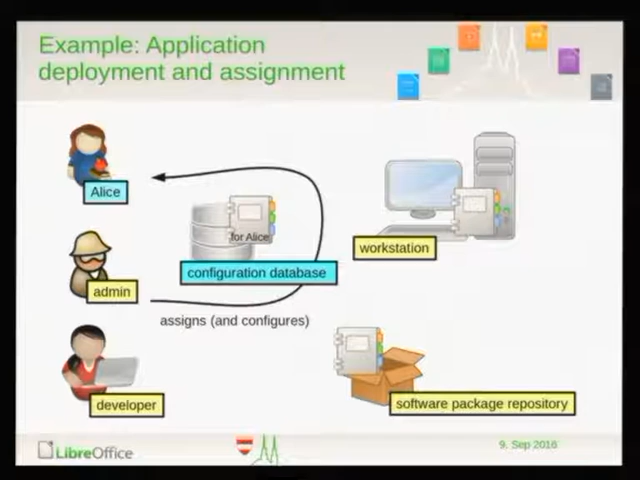 Example: Application
deployment and assignment
Alice
for Alice
workstation
configuration database
admin
assigns (and configures)
developer
software package repository
LibreOffice
9. Sep 2016